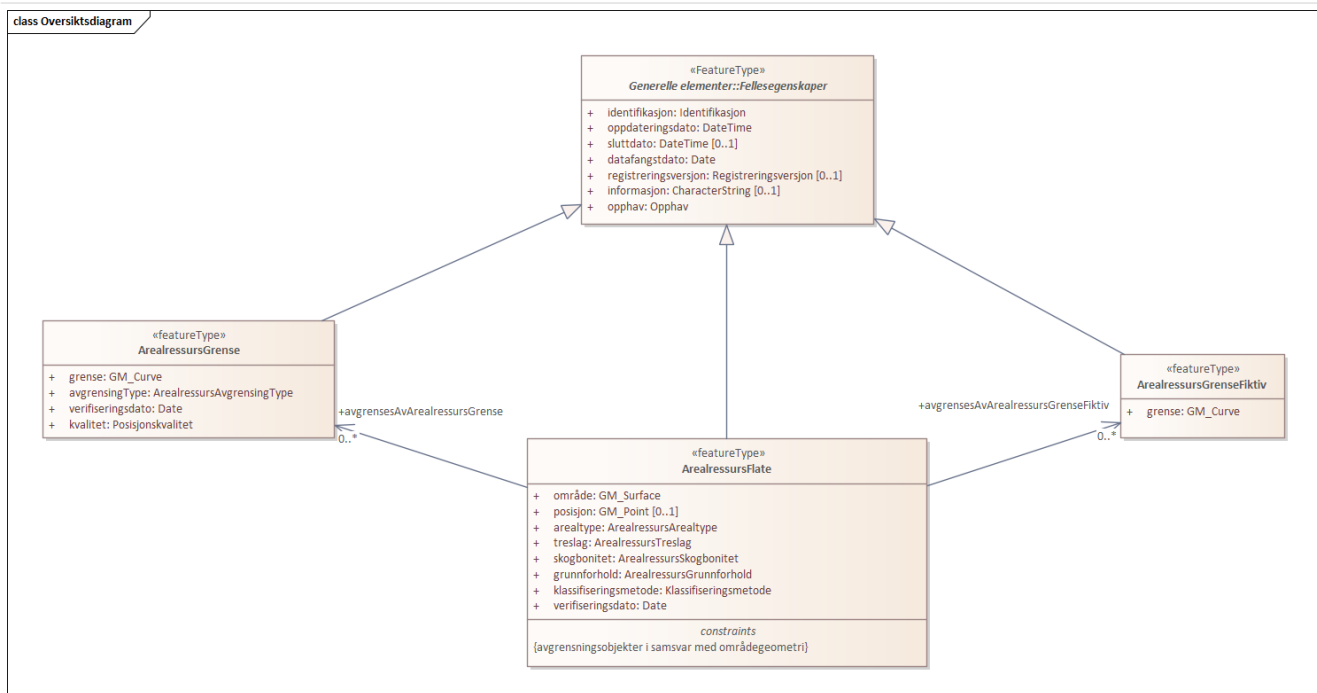 class Oversiktsdiagram
«FeatureType»
Generelle elementer::Fellesegenskaper
+ identifikasjon: Identifikasjon
+ oppdateringsdato: DateTime
+ sluttdato: DateTime [0..1]
+ datafangstdato: Date
+ registreringsversjon: Registreringsversjon [0..1]
+ informasjon: CharacterString [0..1]
+ opphav: Opphav
«featureType»
ArealressursGrense
+ grense: GM_Curve
+ avgrensingType: ArealressursAvgrensingType
+ verifiseringsdato: Date
+ kvalitet: Posisjonskvalitet
«featureType»
ArealressursGrenseFiktiv
+ grense: GM_Curve
+avgrensesAvArealressursGrense
0..*
+avgrensesAvArealressursGrenseFiktiv
0..*
«featureType»
ArealressursFlate
+ område: GM_Surface
+ posisjon: GM_Point [0..1]
+ arealtype: ArealressursArealtype
+ treslag: ArealressursTreslag
+ skogbonitet: ArealressursSkogbonitet
+ grunnforhold: ArealressursGrunnforhold
+ klassifiseringsmetode: Klassifiseringsmetode
+ verifiseringsdato: Date
constraints
{avgrensningsobjekter i samsvar med områdegeometri}